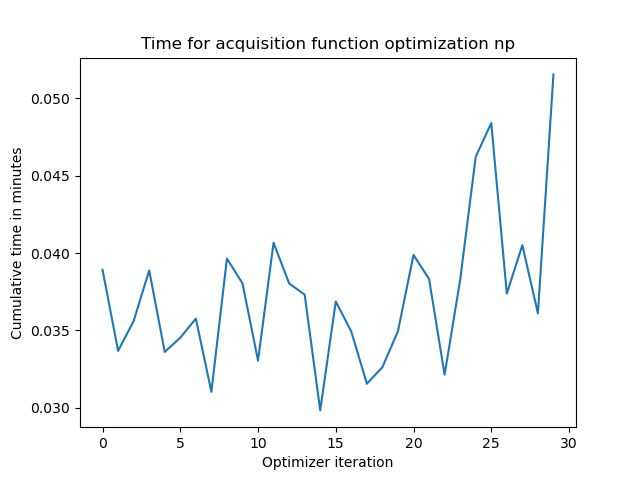 Time for acquisition function optimization np
Cumulative time in minutes
0.050
0.045
0.040
0.035
0.030
0 5 10 15 20 25 30
Optimizer iteration